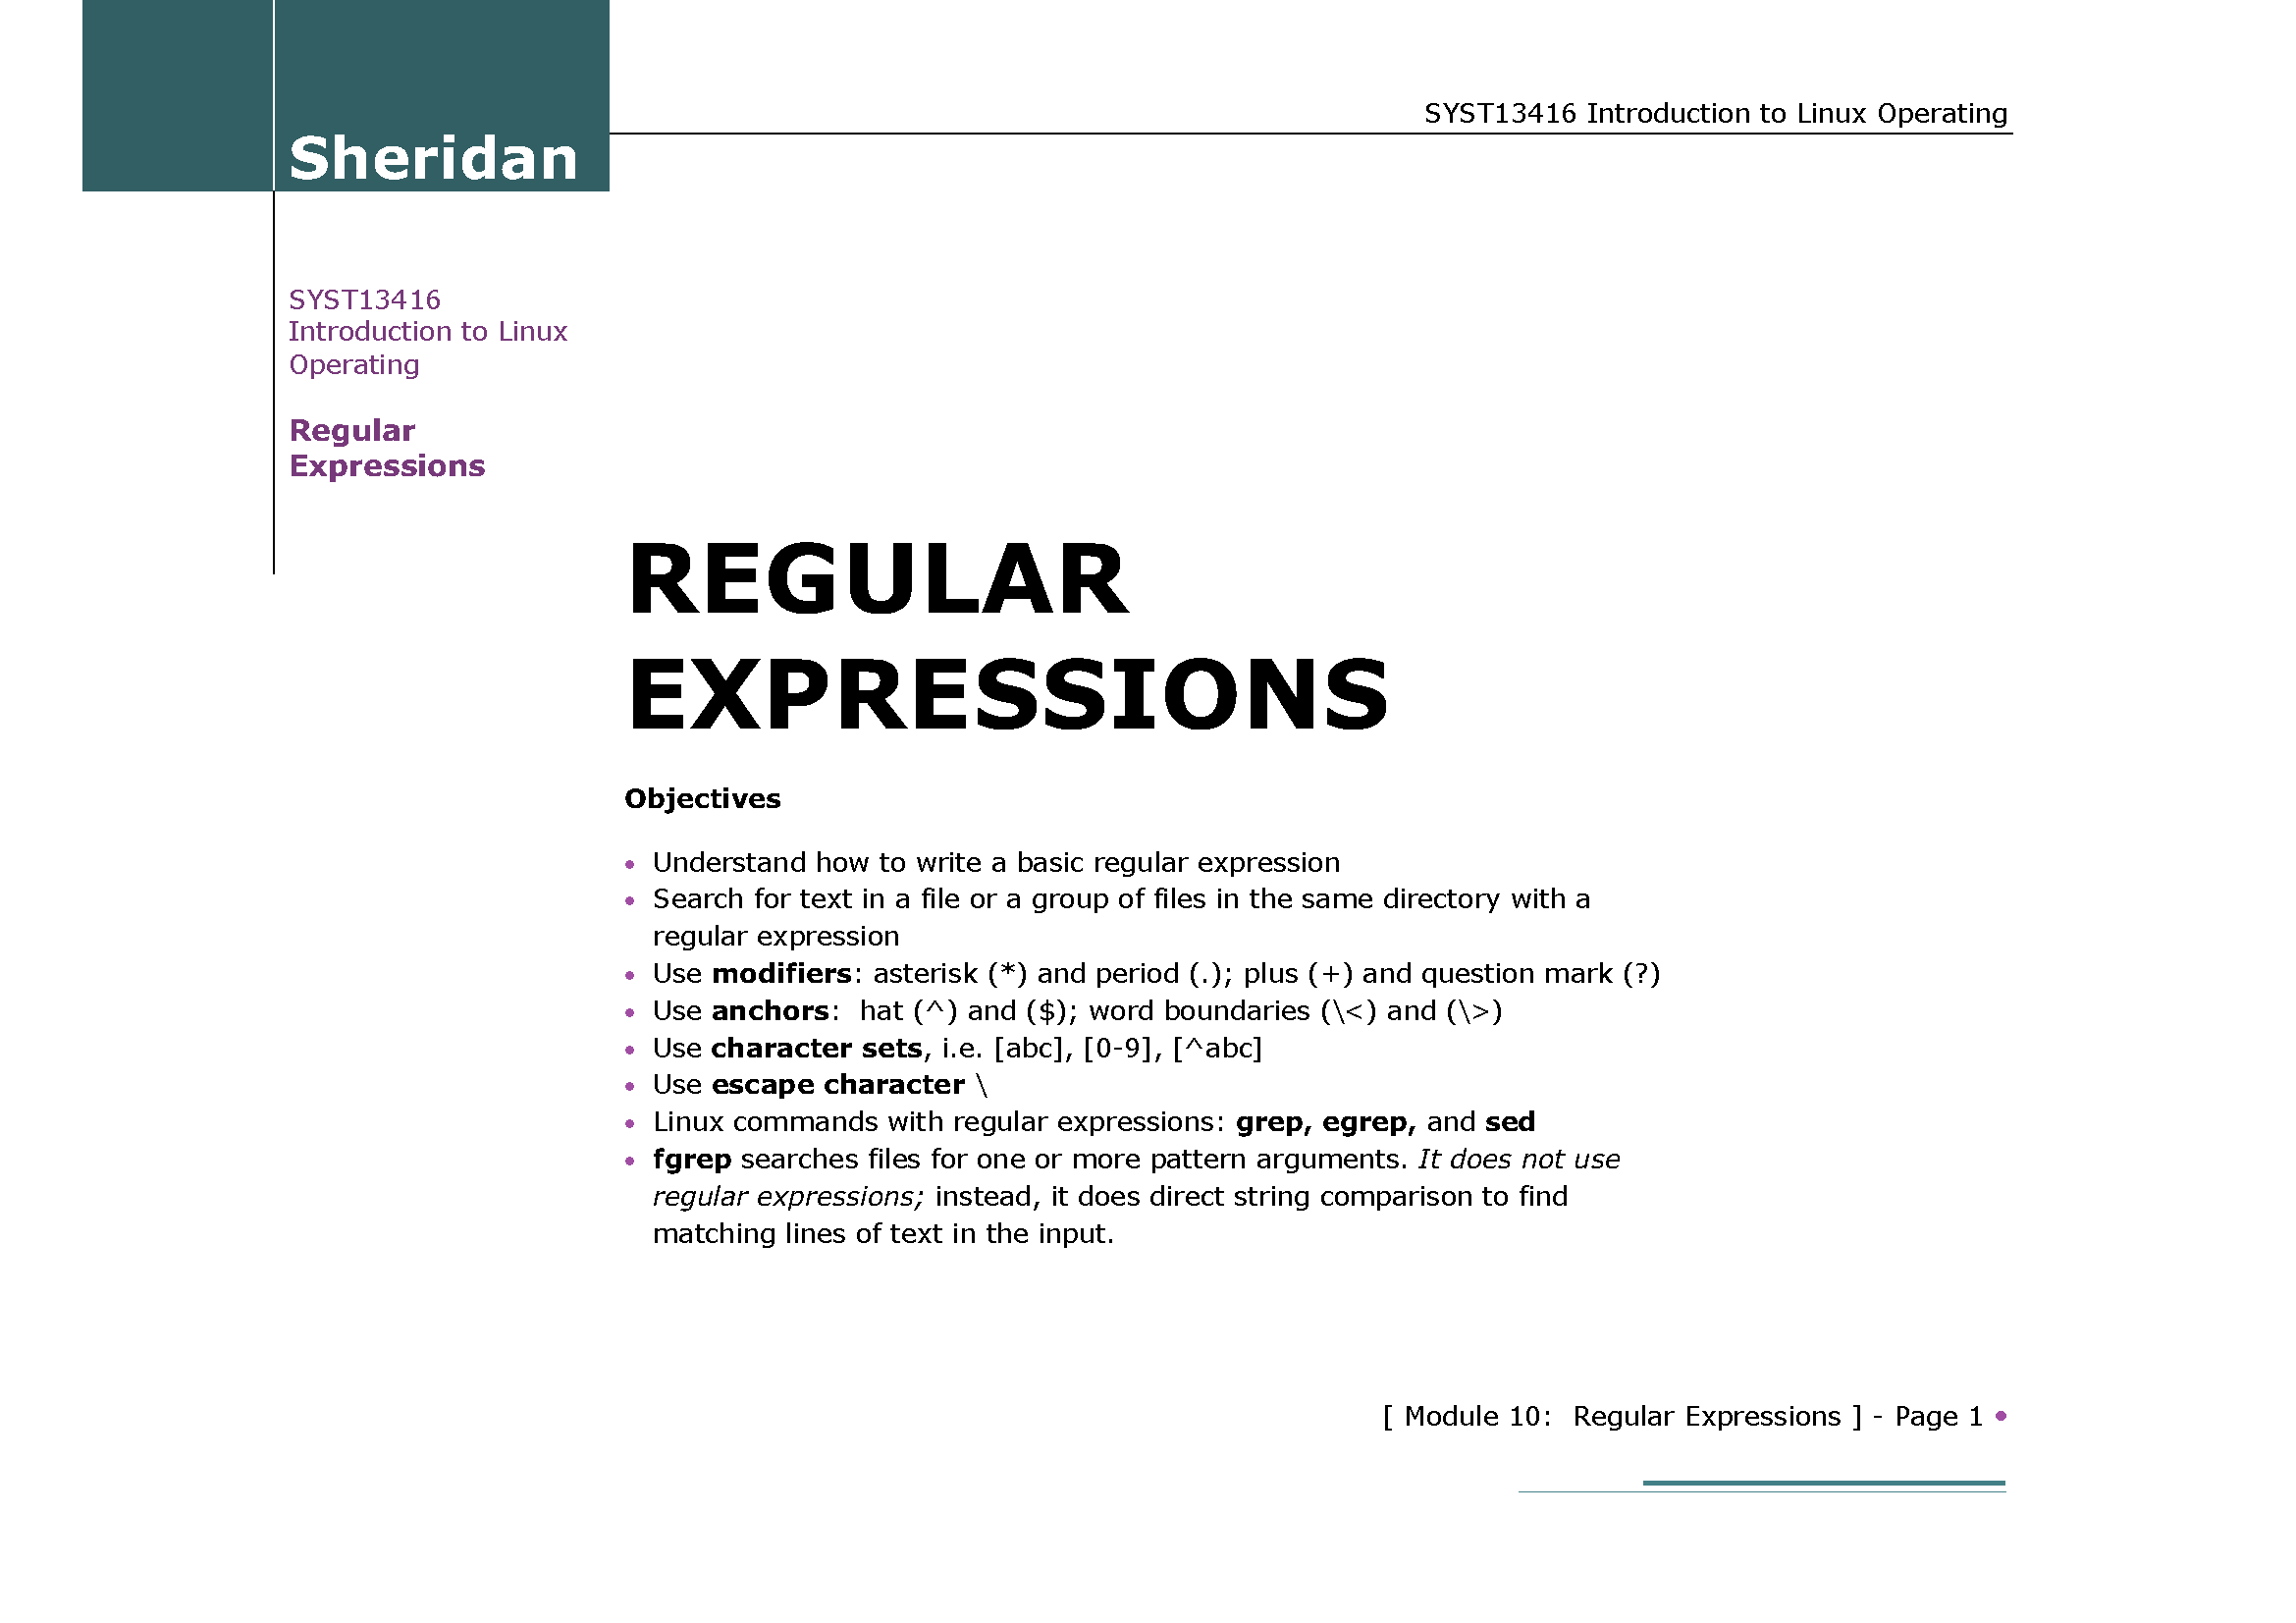 SYST13416 Introduction to Linux Operating
Sheridan
SYST13416
Introduction to Linux
Operating
Regular
Expressions
REGULAR
EXPRESSIONS
Objectives
• Understand how to write a basic regular expression
• Search for text in a file or a group of files in the same directory with a
regular expression
• Use modifiers: asterisk (*) and period (.); plus (+) and question mark (?)
• Use anchors:  hat (^) and ($); word boundaries (\<) and (\>)
• Use character sets, i.e. [abc], [0-9], [^abc]
• Use escape character \
• Linux commands with regular expressions: grep, egrep, and sed
• fgrep searches files for one or more pattern arguments. It does not use
regular expressions; instead, it does direct string comparison to find
matching lines of text in the input.
[ Module 10:  Regular Expressions ] - Page 1 •